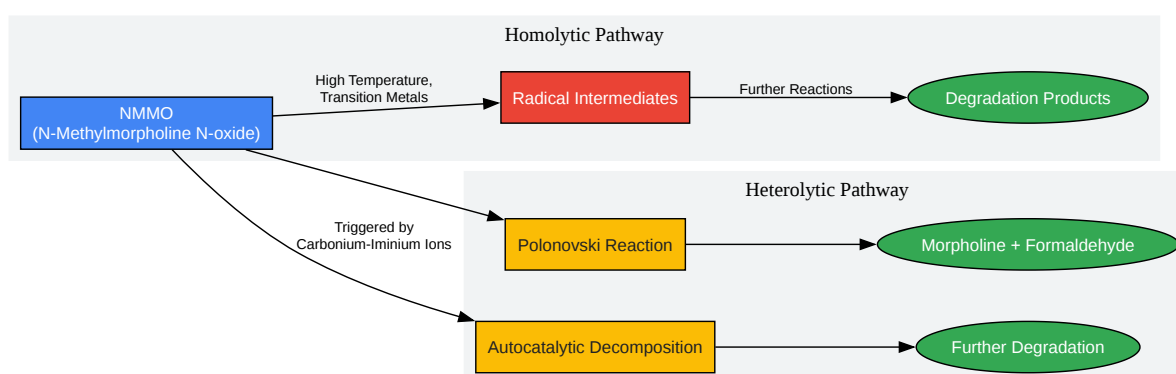 Homolytic Pathway
High Temperature,
Transition Metals
NMMO
(N-Methylmorpholine N-oxide)
Radical Intermediates
Further Reactions
Degradation Products
Heterolytic Pathway
Triggered by
Carbonium-Iminium Ions
Polonovski Reaction
Morpholine + Formaldehyde
Autocatalytic Decomposition
Further Degradation